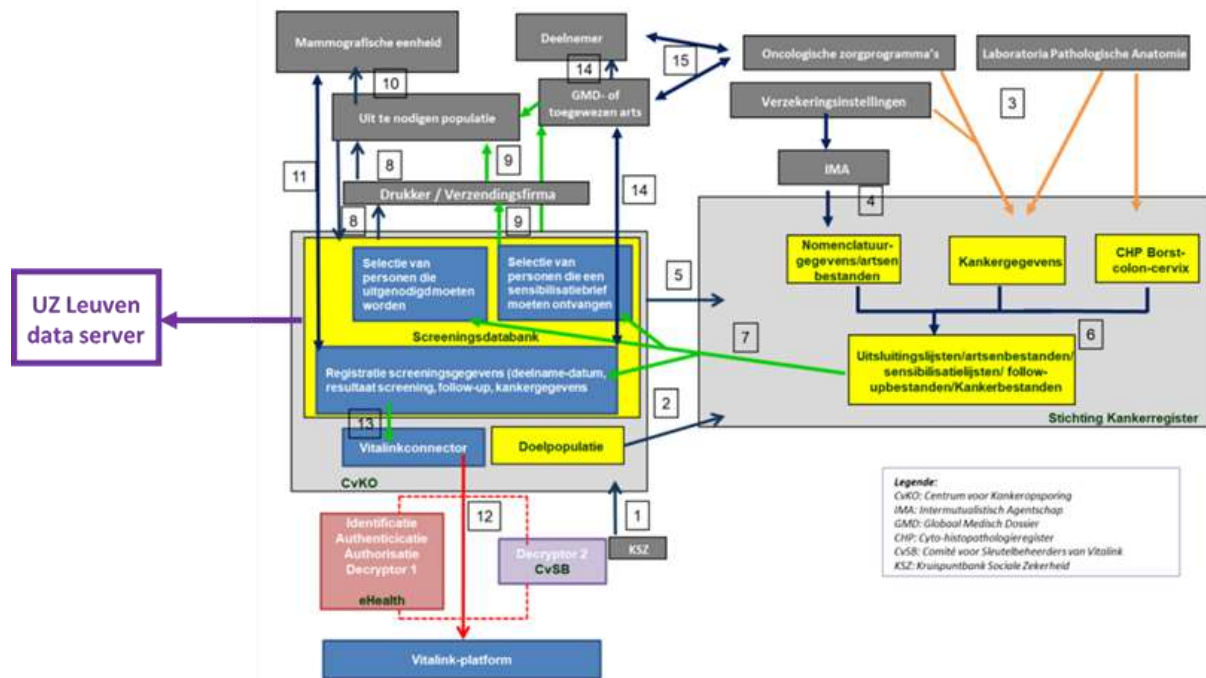 Mammografische eenheid
Deelnemer
Oncologische zorgprogramma's
Laboratoria Pathologische Anatomie
10
14
15
GMD- of
toegewezen arts
Verzekeringsinstellingen
3
Uit te nodigen populatie
11
8
9
IMA
Drukker / Verzendingsfirma
14
4
8
9
Nomenclatuur-
gegevens/artsen
bestanden
Kankergegevens
CHP Borst-
colon-cervix
Selectie van
personen die
uitgenodigd moeten
worden
Selectie van
personen die een
sensibilisatiebrief
moeten ontvangen
5
UZ Leuven
data server
Screeningsdatabank
7
6
Uitsluitingslijsten/artsenbestanden/
sensibilisatielijsten/ follow-
upbestanden/Kankerbestanden
Registratie screeningsgegevens (deelname-datum,
resultaat screening, follow-up, kankergegevens
2
Stichting Kankerregister
13
Vitalinkconnector
Doelpopulatie
CvKO
12
1
KSZ
Identificatie
Authenticicatie
Authorisatie
Decryptor 1
eHealth
Decryptor 2
CvSB
Vitalink-platform
Legende:
CvKO: Centrum voor Kankeropsporing
IMA: Intermutualistisch Agentschap
GMD: Globaal Medisch Dossier
CHP: Cyto-histopathologieregister
CvSB: Comité voor Sleutelbeheerders van Vitalink
KSZ: Kruispuntbank Sociale Zekerheid